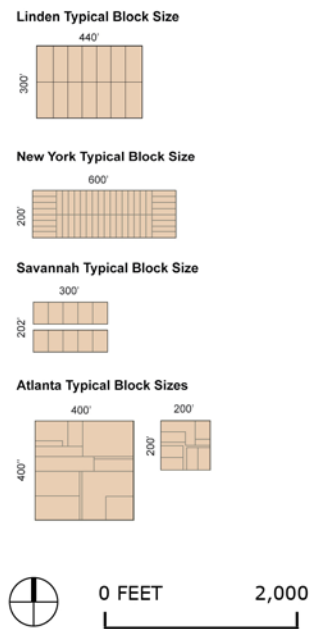 Linden Typical Block Size
440'
300'
New York Typical Block Size
600'
200'
Savannah Typical Block Size
300'
202'
Atlanta Typical Block Sizes
400' 200'
400" 200'
0 FEET 2,000